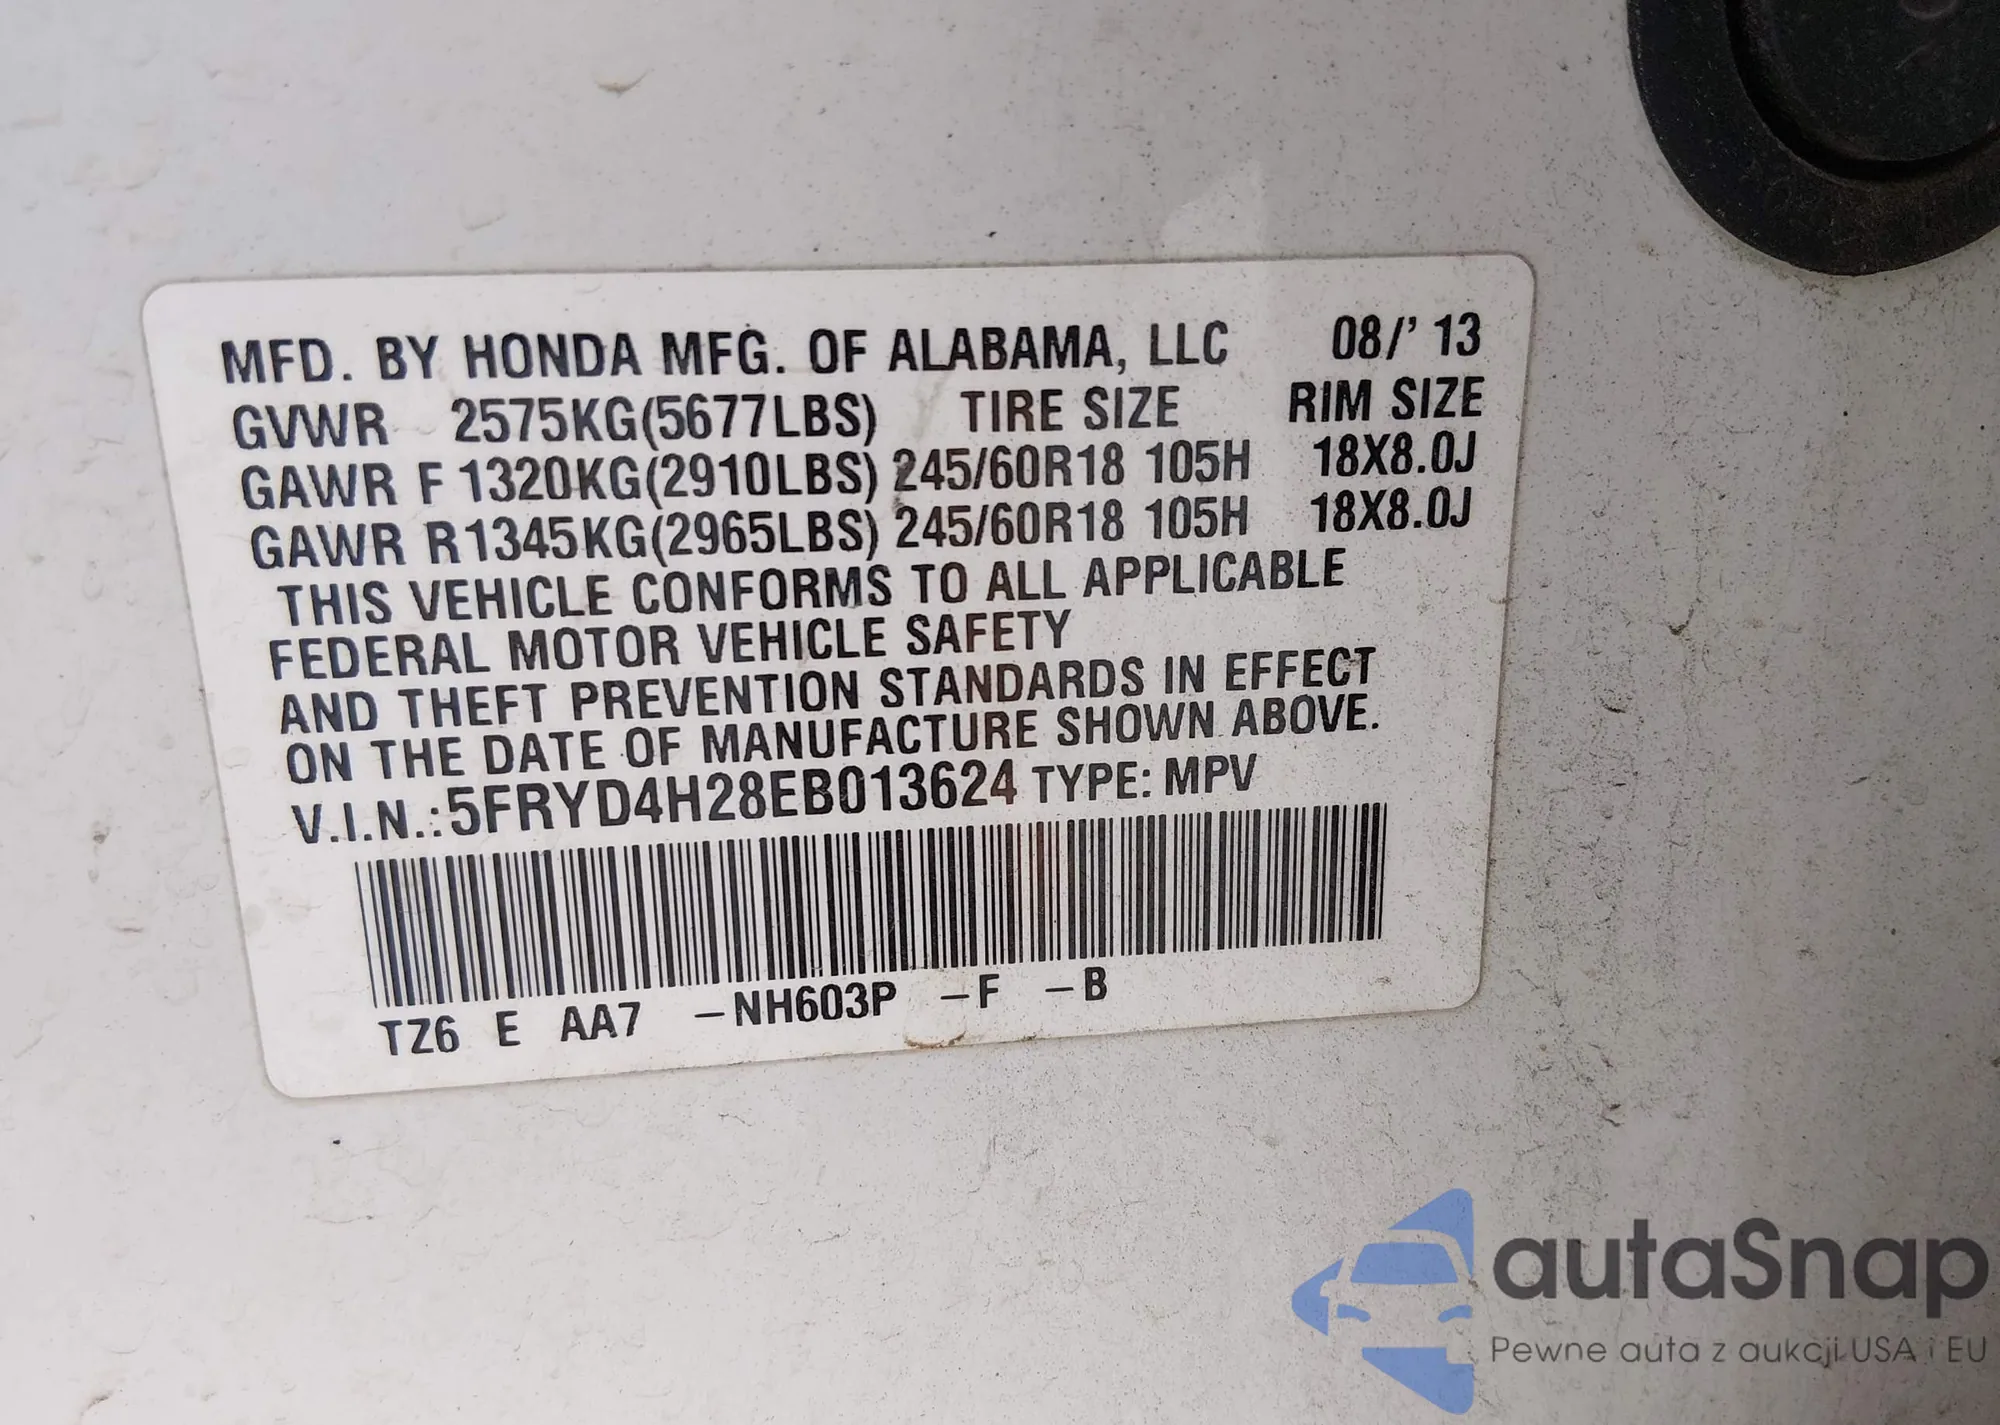 MFD. BY HONDA MFG. OF ALABAMA, LLC 08/' 13
GVWR 2575KG(5677LBS) TIRE SIZE RIM SIZE
GAWR F 1320KG(2910LBS) 245/60R18 105H 18X8.0J
GAWR R1345KG(2965LBS) 245/60R18 105H 18X8.0J
THIS VEHICLE CONFORMS TO ALL APPLICABLE
FEDERAL MOTOR VEHICLE SAFETY
AND THEFT PREVENTION STANDARDS IN EFFECT
ON THE DATE OF MANUFACTURE SHOWN ABOVE.
V.I.N.:5FRYD4H28EB013624 TYPE: MPV
TZ6 E AA7 –NH603P –F –B
autaSnap
Pewne auta z aukcji USA i EU